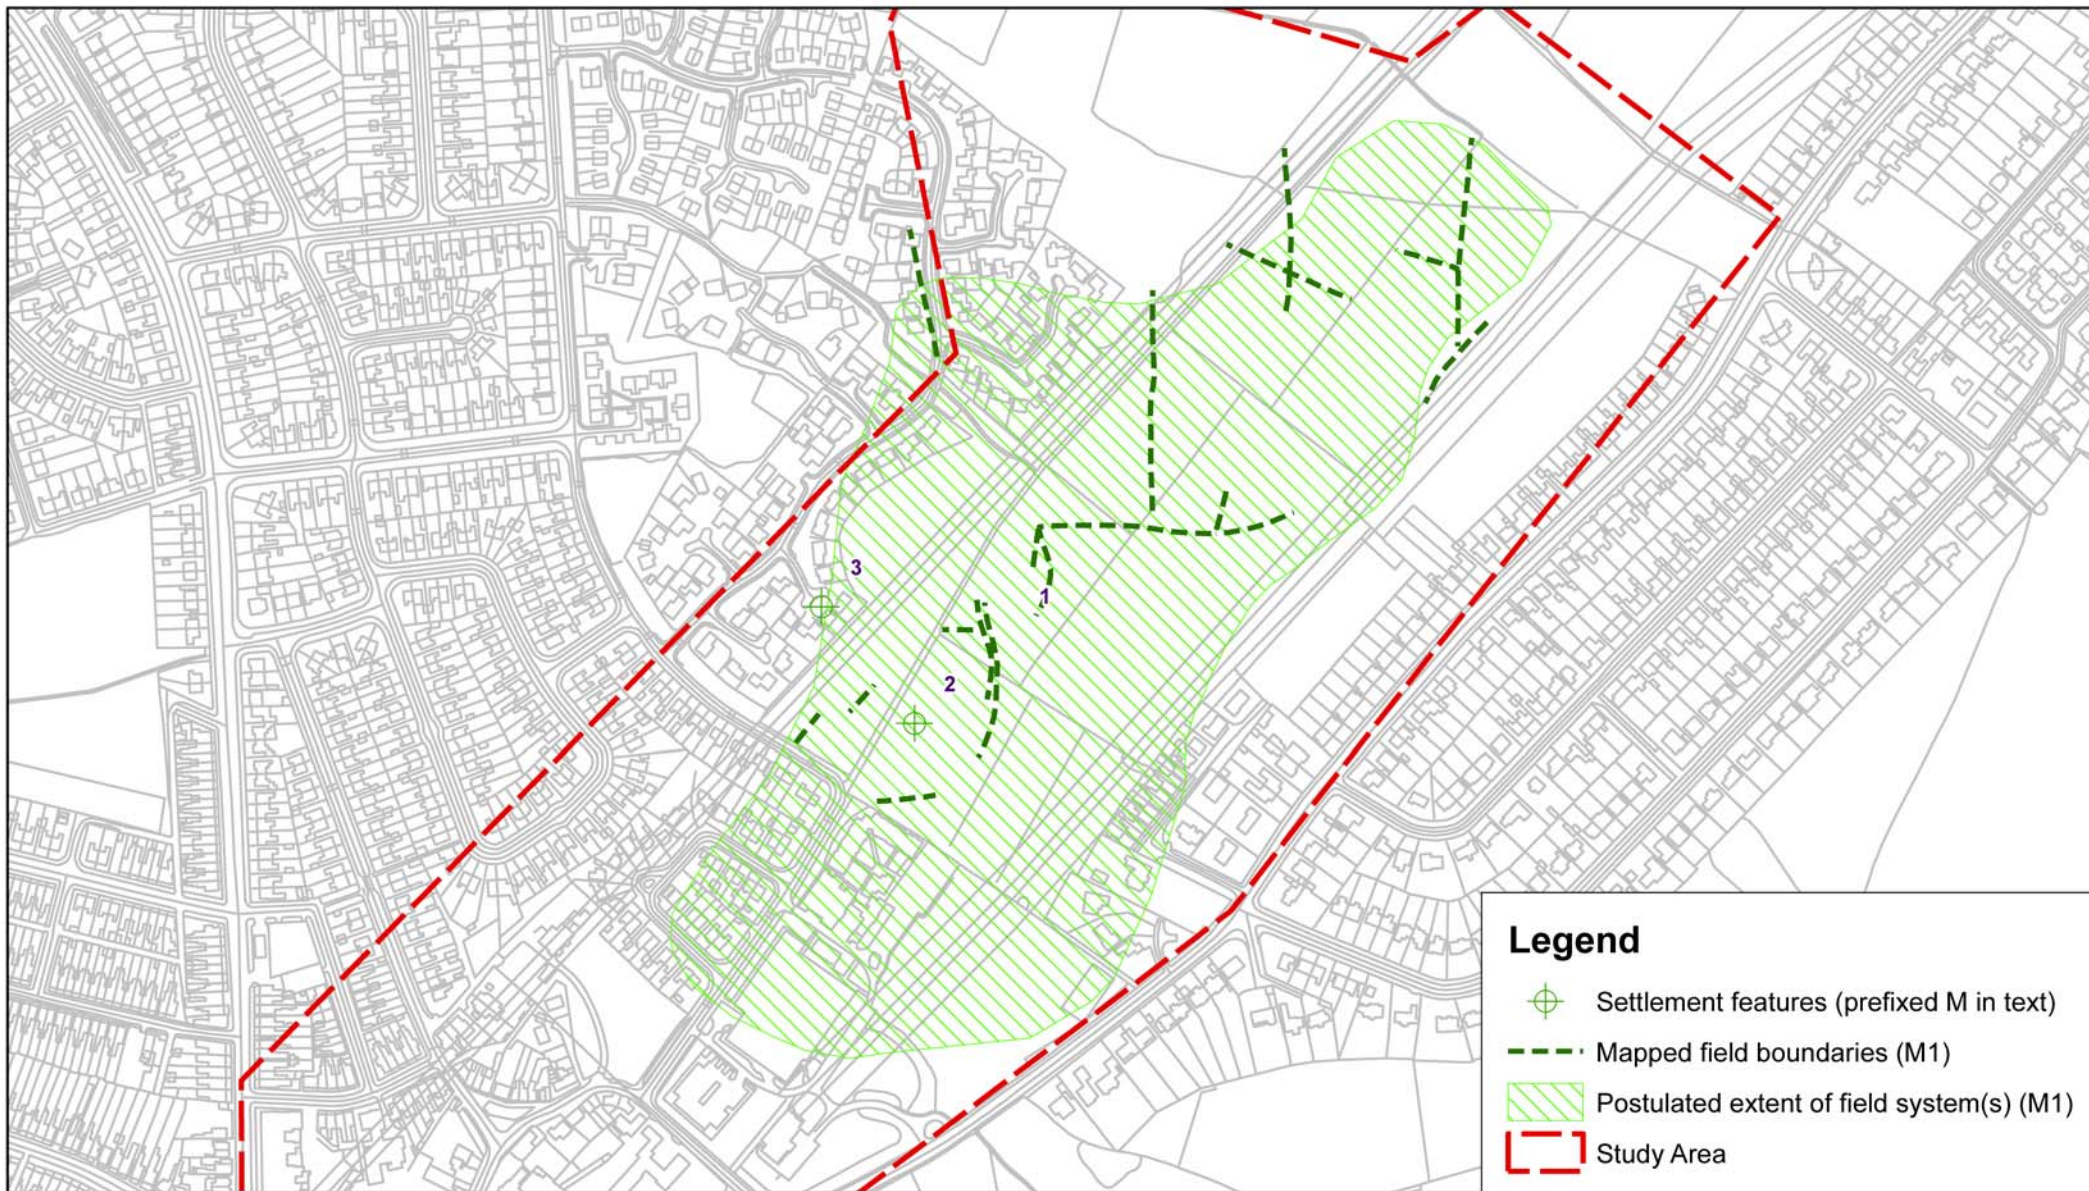 3
1
2
Legend
Settlement features (prefixed M in text)
Mapped field boundaries (M1)
Postulated extent of field system(s) (M1)
Study Area